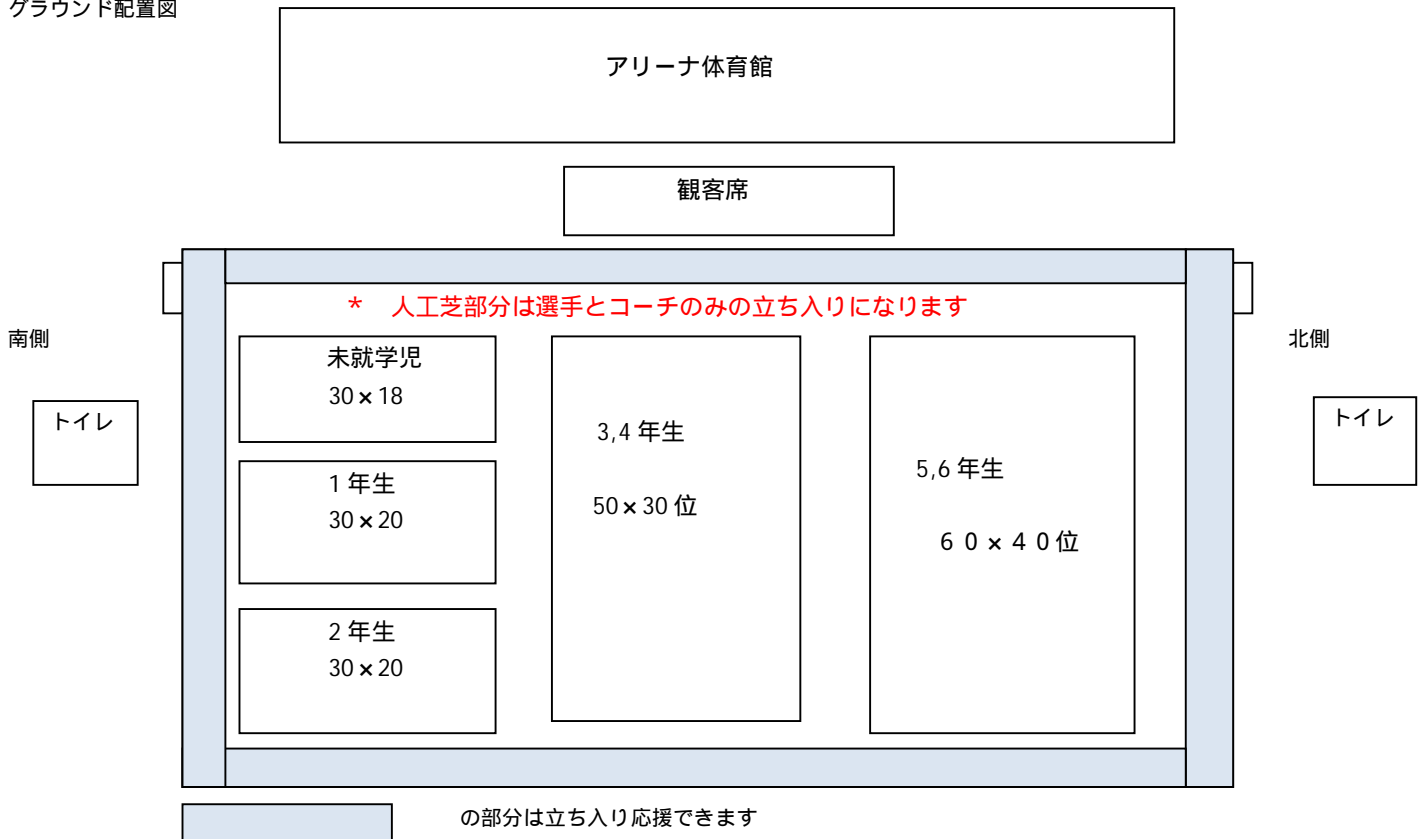 グラウンド配置図
アリーナ体育館
観客席
* 人工芝部分は選手とコーチのみの立ち入りになります
南側
北側
トイレ
未就学児
30×18
1年生
30×20
2年生
30×20
3,4年生
50×30位
5,6年生
６０×４０位
トイレ
の部分は立ち入り応援できます